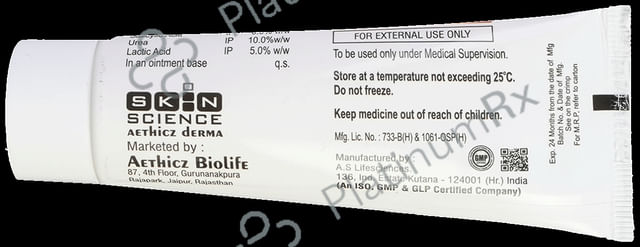 Urea IP 10.0%w/w
Lactic Acid IP 5.0% w/w
In an ointment base q.s.
SKIN
SCIENCE
AETHICZ DERMA
Marketed by :
AETHICZ BIOLIFE
87, 4th Floor, Gurunanakpura
Rajapark, Jaipur, Rajasthan
FOR EXTERNAL USE ONLY
To be used only under Medical Supervision.
Store at a temperature not exceeding 25°C.
Do not freeze.
Keep medicine out of reach of children.
Mfg. Lic. No. : 733-B(H) & 1061-OSP(H)
Manufactured by :
A.S Lifesciences
136, Ind. Estate Kutana - 124001 (Hr.) India
(An ISO, GMP & GLP Certified Company)
GMP
Exp. 24 Months from the date of Mfg
Batch No. & Date of Mfg.
See on the crimp
For M.R.P. refer to carton
PlatinumRx
PlatinumRx